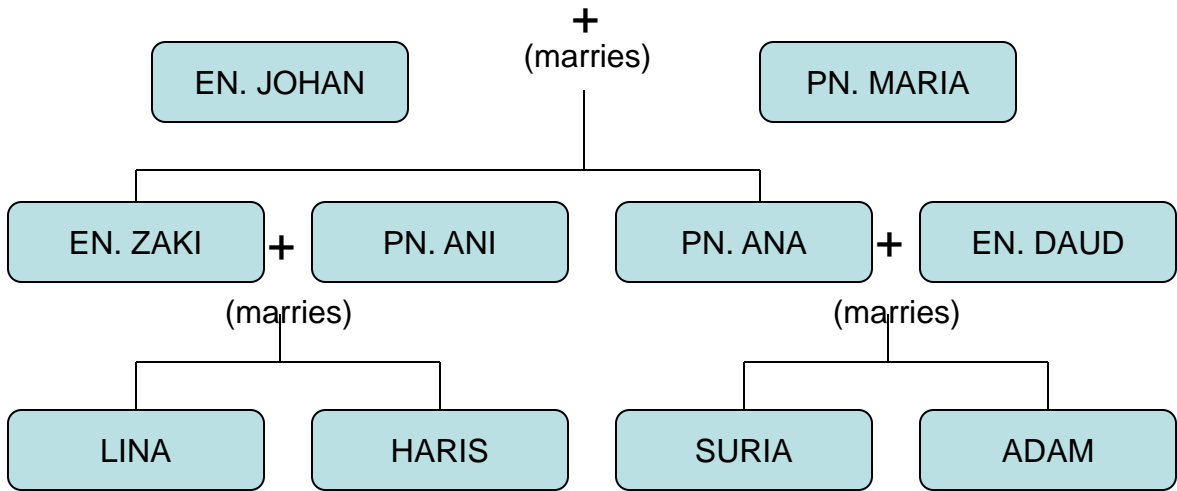 +
(marries)
EN. JOHAN
PN. MARIA
EN. ZAKI + PN. ANI
PN. ANA + EN. DAUD
(marries)
(marries)
LINA
HARIS
SURIA
ADAM